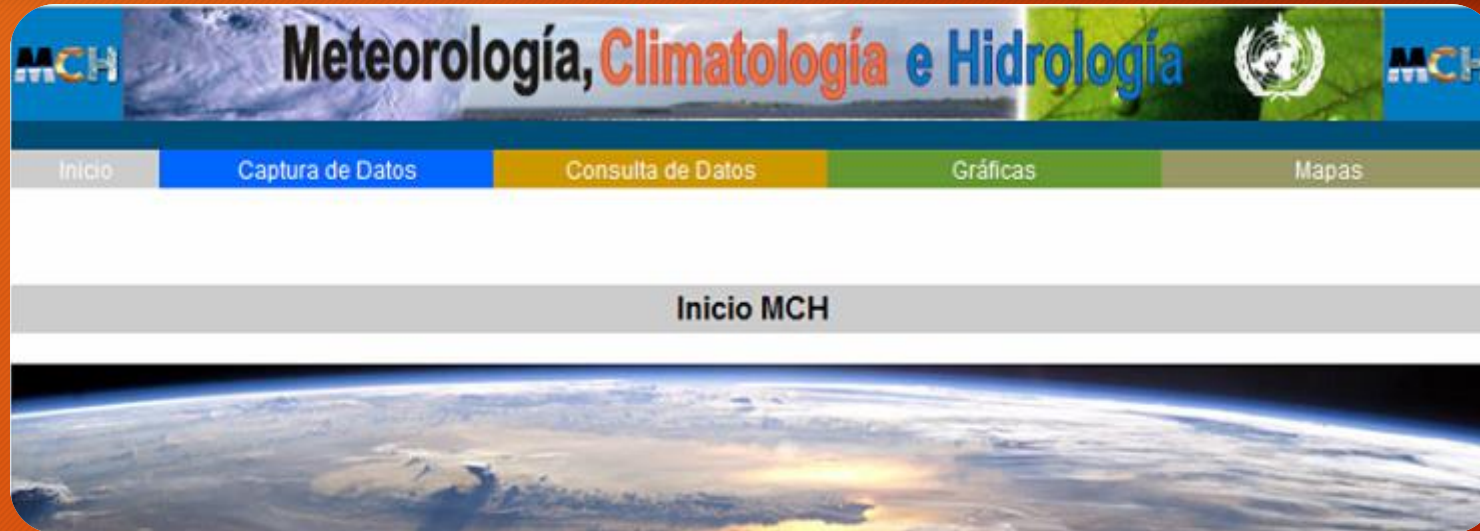 MCH Meteorología, Climatología e Hidrología MCH
Inicio Captura de Datos Consulta de Datos Gráficas Mapas
Inicio MCH